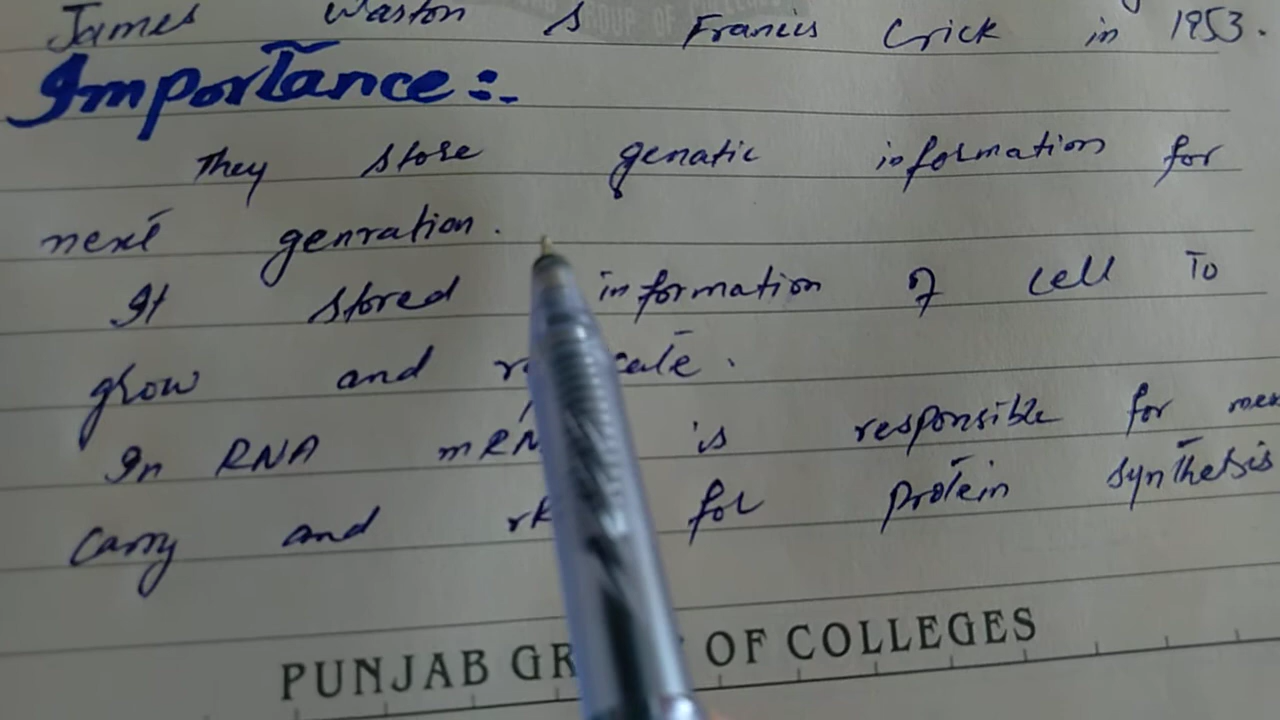 James Waston & Francis Crick in 1953.
Importance:-
They store genatic information for
next genration.
It stored information of cell to
grow and
In RNA is responsible for
carry and for protein synthesis
PUNJAB OF COLLEGES